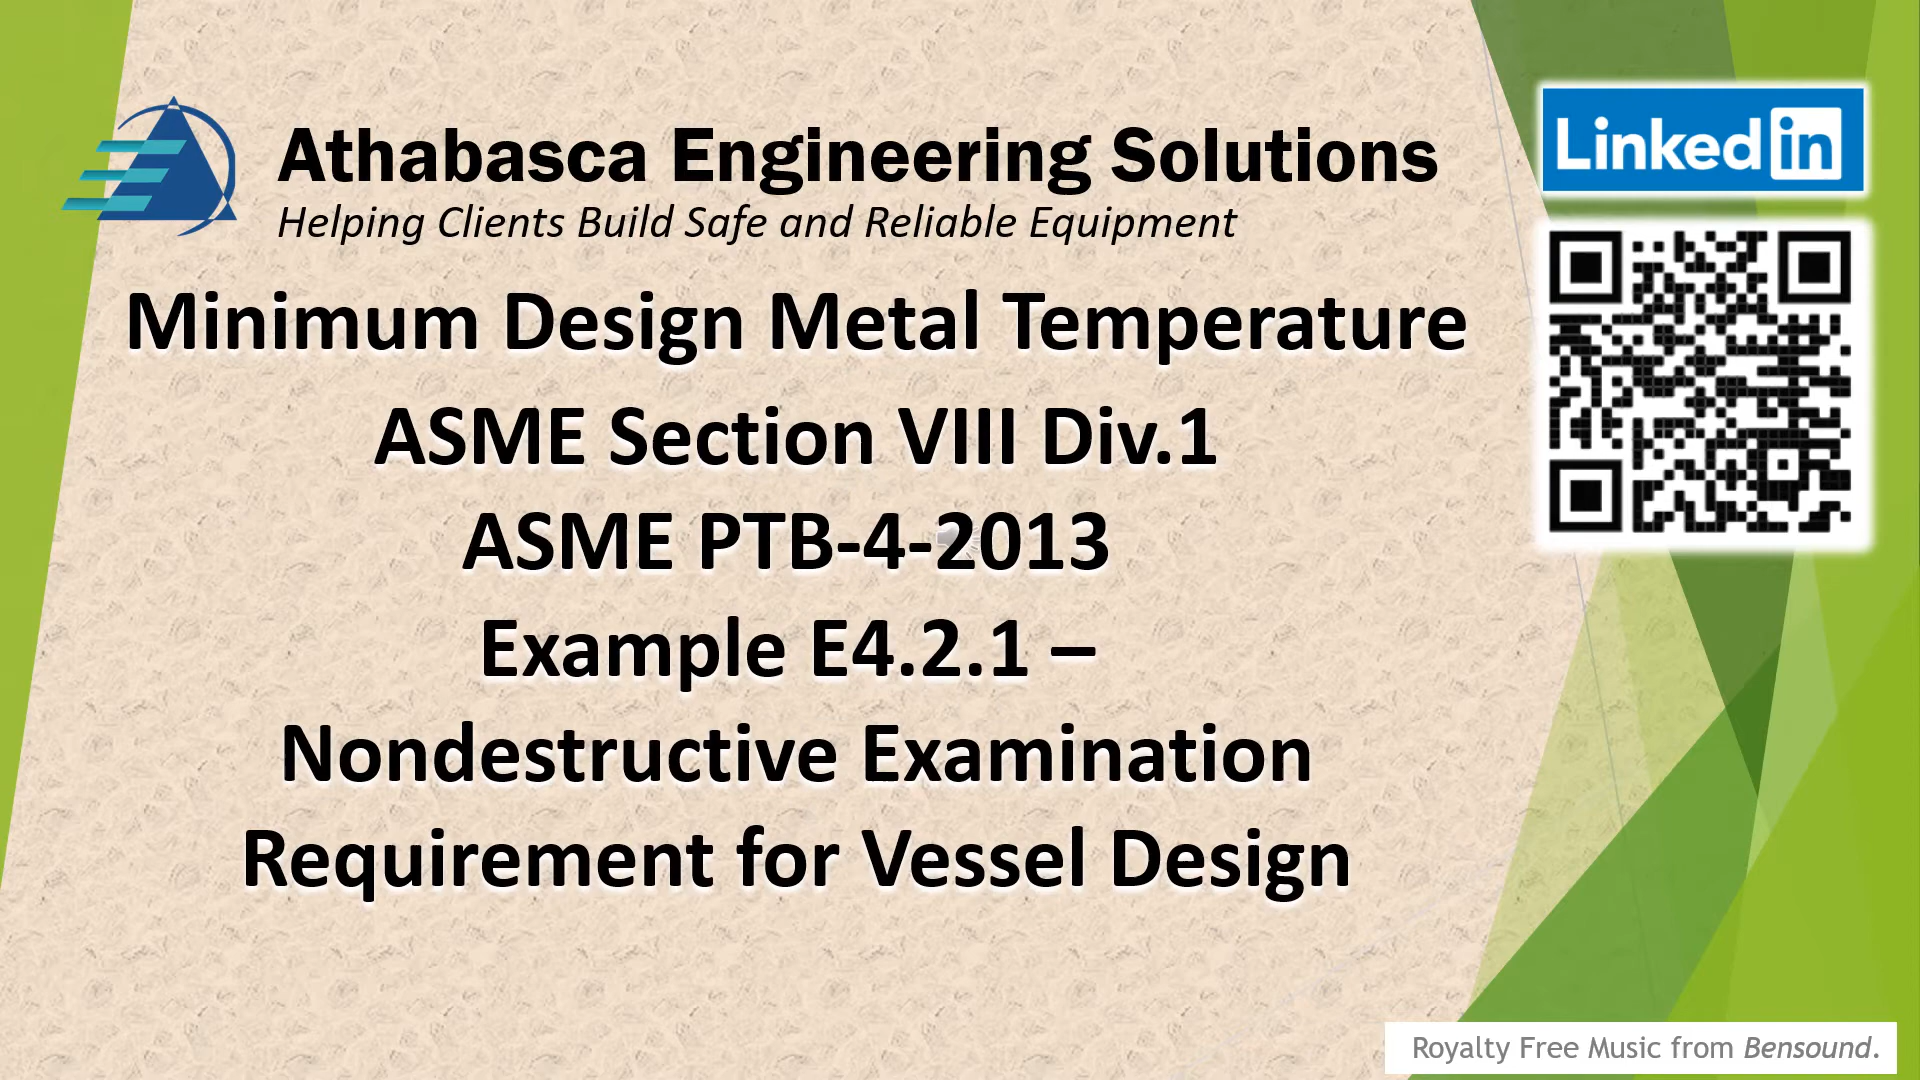 Athabasca Engineering Solutions
Helping Clients Build Safe and Reliable Equipment
Linked in
Minimum Design Metal Temperature
ASME Section VIII Div.1
ASME PTB-4-2013
Example E4.2.1 –
Nondestructive Examination
Requirement for Vessel Design
Royalty Free Music from Bensound.